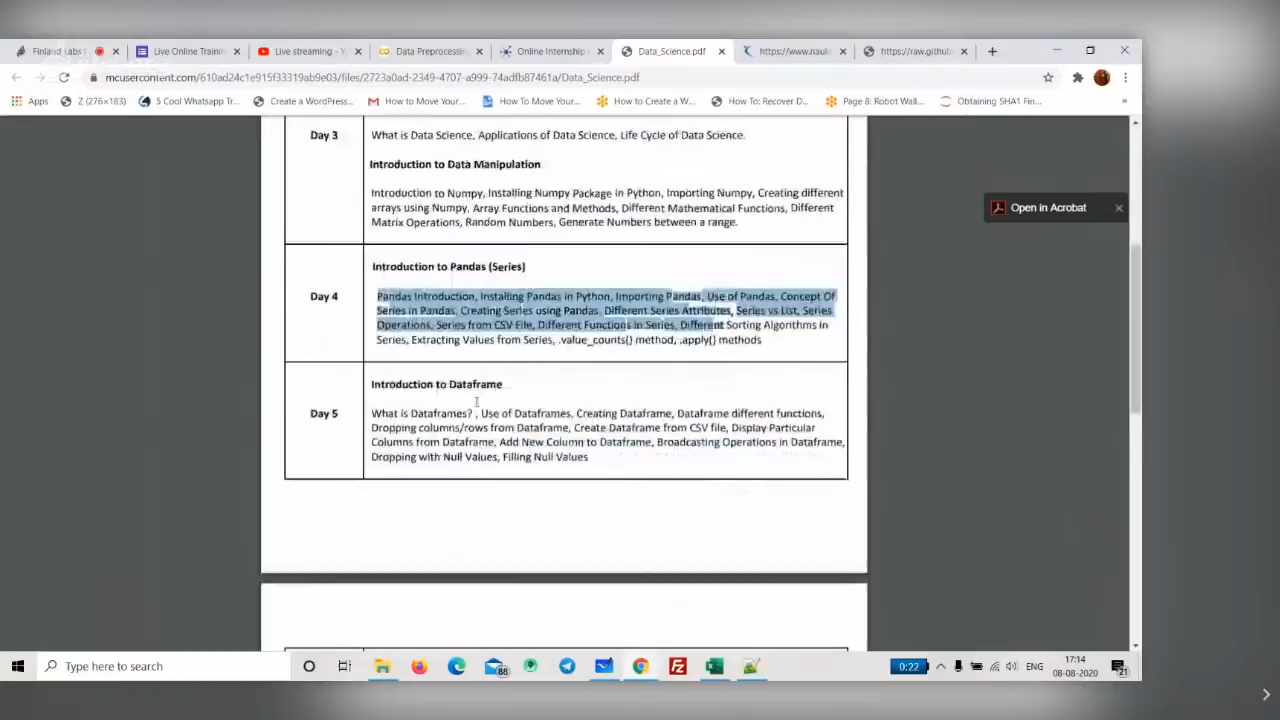 Finland Labs
Live Online Trainin
Live streaming - Y
Data Preprocessin
Online Internship
Data_Science.pdf
https://www.naukr
https://raw.github
mcusercontent.com/610ad24c1e915f33319ab9e03/files/2723a0ad-2349-4707-a999-74adfb87461a/Data_Science.pdf
Apps
Z (276×183)
5 Cool Whatsapp Tr...
Create a WordPress...
How to Move Your...
How To Move Your...
How to Create a W...
How To: Recover D...
Page 8: Robot Wall...
Obtaining SHA1 Fin...
»
Day 3
What is Data Science, Applications of Data Science, Life Cycle of Data Science.
Introduction to Data Manipulation
Introduction to Numpy, Installing Numpy Package in Python, Importing Numpy, Creating different
arrays using Numpy, Array Functions and Methods, Different Mathematical Functions, Different
Matrix Operations, Random Numbers, Generate Numbers between a range.
Open in Acrobat
Introduction to Pandas (Series)
Day 4
Pandas Introduction, Installing Pandas in Python, Importing Pandas, Use of Pandas, Concept Of
Series in Pandas, Creating Series using Pandas, Different Series Attributes, Series vs List, Series
Operations, Series from CSV File, Different Functions in Series, Different Sorting Algorithms in
Series, Extracting Values from Series, .value_counts() method, .apply() methods
Introduction to Dataframe
Day 5
What is Dataframes? , Use of Dataframes, Creating Dataframe, Dataframe different functions,
Dropping columns/rows from Dataframe, Create Dataframe from CSV file, Display Particular
Columns from Dataframe, Add New Column to Dataframe, Broadcasting Operations in Dataframe,
Dropping with Null Values, Filling Null Values
Type here to search
88
0:22
ENG
17:14
08-08-2020
21